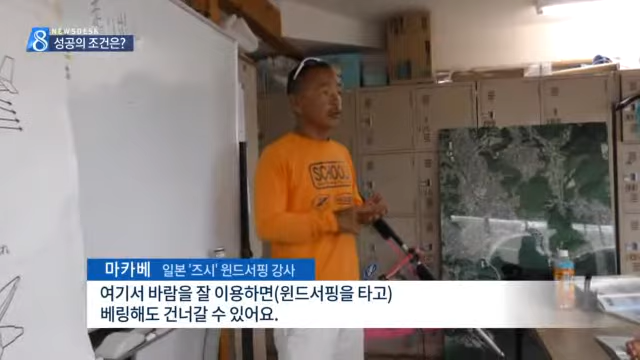 NEWSDESK
8 성공의 조건은?
SCHOOL
마카베 일본 '즈시' 윈드서핑 강사
여기서 바람을 잘 이용하면(윈드서핑을 타고)
베링해도 건너갈 수 있어요.